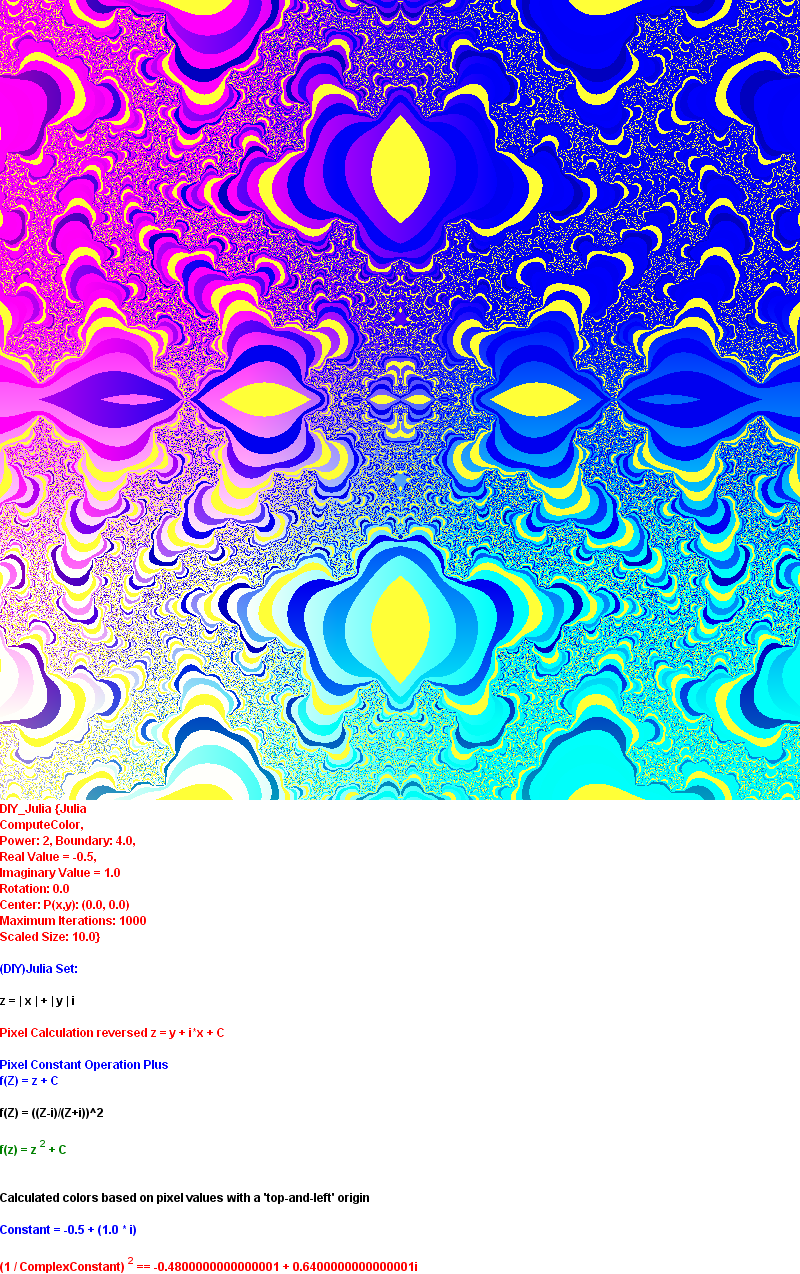 DIY_Julia {Julia
ComputeColor,
Power: 2, Boundary: 4.0,
Real Value = -0.5,
Imaginary Value = 1.0
Rotation: 0.0
Center: P(x,y): (0.0, 0.0)
Maximum Iterations: 1000
Scaled Size: 10.0}
(DIY)Julia Set:
z = | x | + | y | i
Pixel Calculation reversed z = y + i*x + C
Pixel Constant Operation Plus
f(Z) = z + C
f(Z) = ((Z-i)/(Z+i))^2
f(z) = z 2 + C
Calculated colors based on pixel values with a 'top-and-left' origin
Constant = -0.5 + (1.0 * i)
(1 / ComplexConstant) 2 == -0.4800000000000001 + 0.6400000000000001i